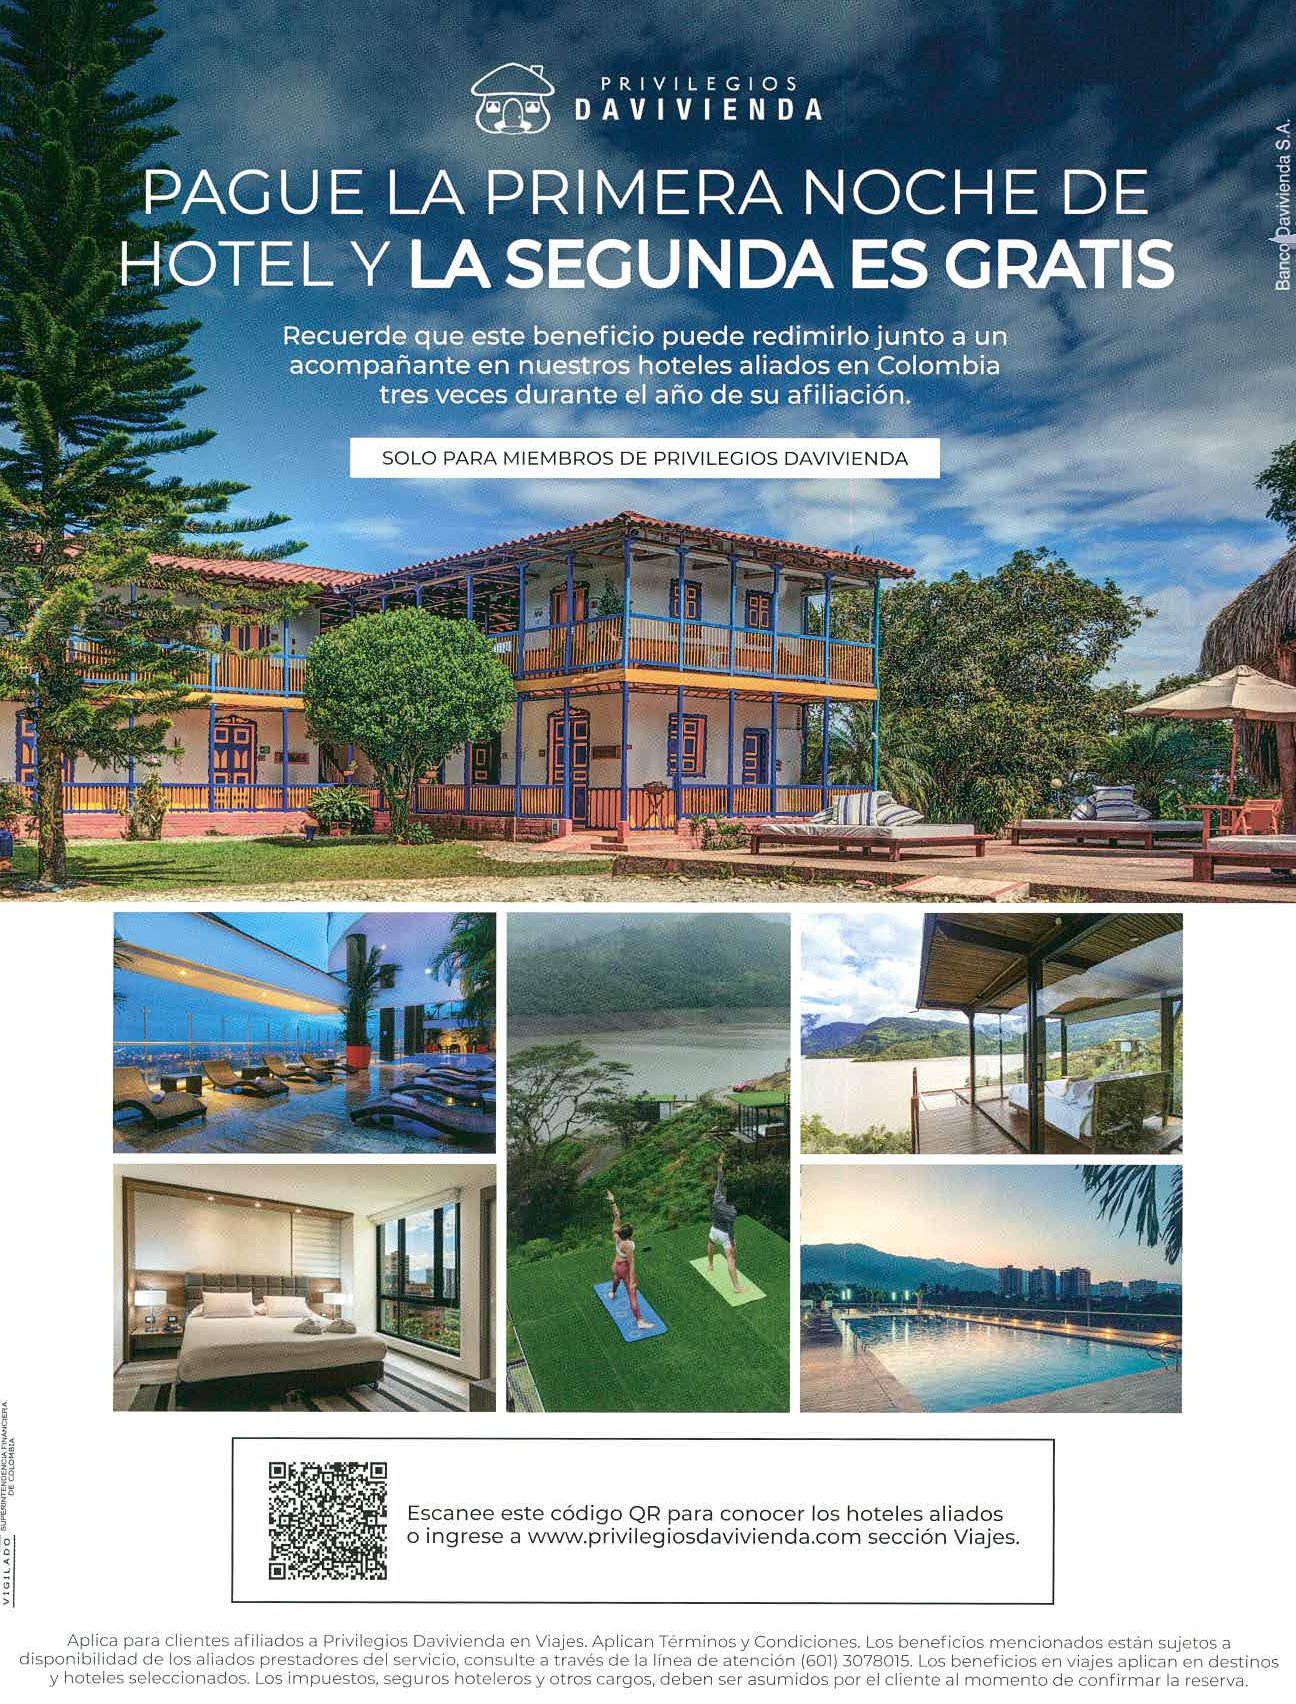 PRIVILEGIOS
DAVIVIENDA
PAGUE LA PRIMERA NOCHE DE
HOTEL Y LA SEGUNDA ES GRATIS
Recuerde que este beneficio puede redimirlo junto a un
acompañante en nuestros hoteles aliados en Colombia
tres veces durante el año de su afiliación.
SOLO PARA MIEMBROS DE PRIVILEGIOS DAVIVIENDA
Banco Davivienda S.A.
Escanee este código QR para conocer los hoteles aliados
o ingrese a www.privilegiosdavivienda.com sección Viajes.
VIGILADO
SUPERINTENDENCIA FINANCIERA
DE COLOMBIA
Aplica para clientes afiliados a Privilegios Davivienda en Viajes. Aplican Términos y Condiciones. Los beneficios mencionados están sujetos a
disponibilidad de los aliados prestadores del servicio, consulte a través de la línea de atención (601) 3078015. Los beneficios en viajes aplican en destinos
y hoteles seleccionados. Los impuestos, seguros hoteleros y otros cargos, deben ser asumidos por el cliente al momento de confirmar la reserva.